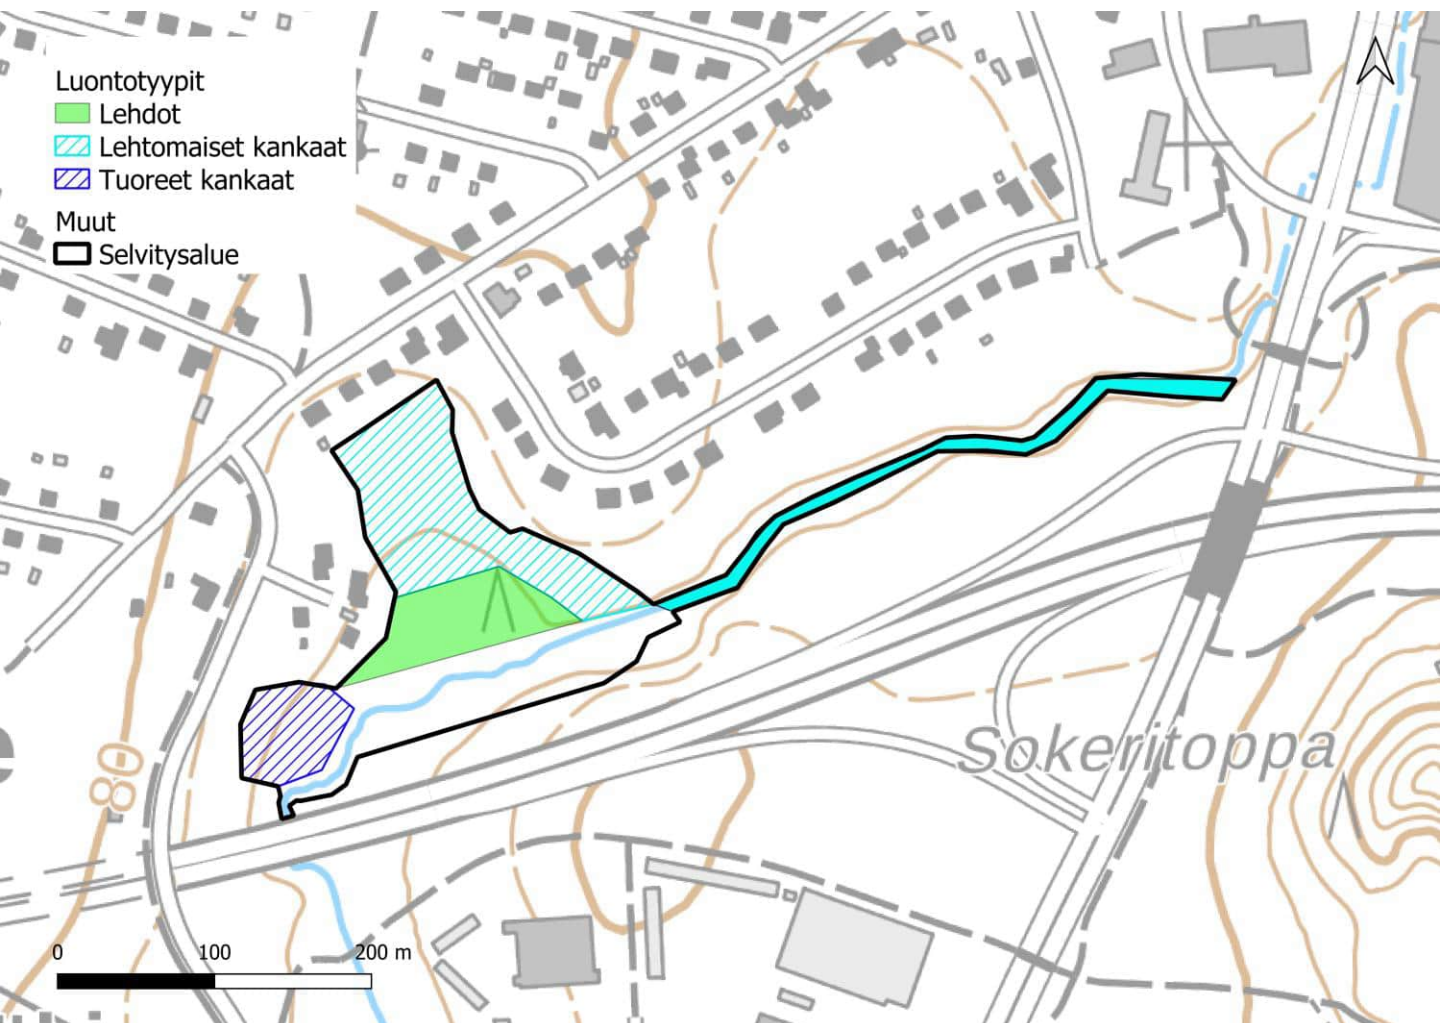 Luontotyypit
Lehdot
Lehtomaiset kankaat
Tuoreet kankaat
Muut
Selvitysalue
Sokeritoppa
80
0 100 200 m